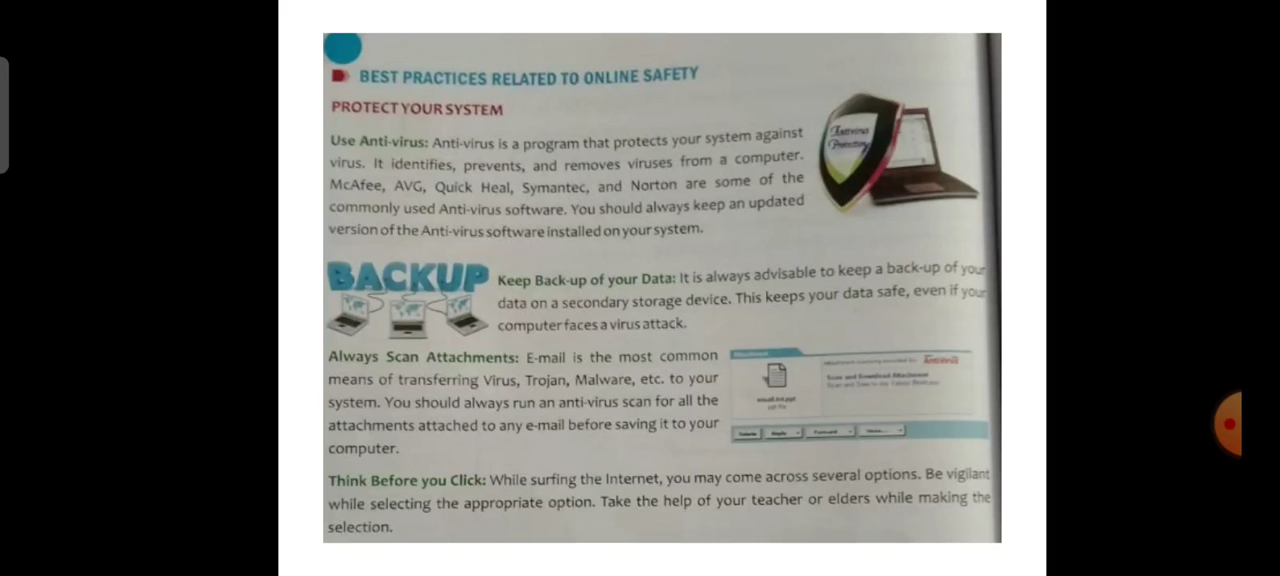 BEST PRACTICES RELATED TO ONLINE SAFETY
PROTECT YOUR SYSTEM
Use Anti-virus: Anti-virus is a program that protects your system against
virus. It identifies, prevents, and removes viruses from a computer.
McAfee, AVG, Quick Heal, Symantec, and Norton are some of the
commonly used Anti-virus software. You should always keep an updated
version of the Anti-virus software installed on your system.
Antivirus
Protection
BACKUP
Keep Back-up of your Data: It is always advisable to keep a back-up of your
data on a secondary storage device. This keeps your data safe, even if your
computer faces a virus attack.
Always Scan Attachments: E-mail is the most common
means of transferring Virus, Trojan, Malware, etc. to your
system. You should always run an anti-virus scan for all the
attachments attached to any e-mail before saving it to your
computer.
Attachment
Antivirus
Scan and Download Attachment
Delete Reply Forward
Think Before you Click: While surfing the Internet, you may come across several options. Be vigilant
while selecting the appropriate option. Take the help of your teacher or elders while making the
selection.